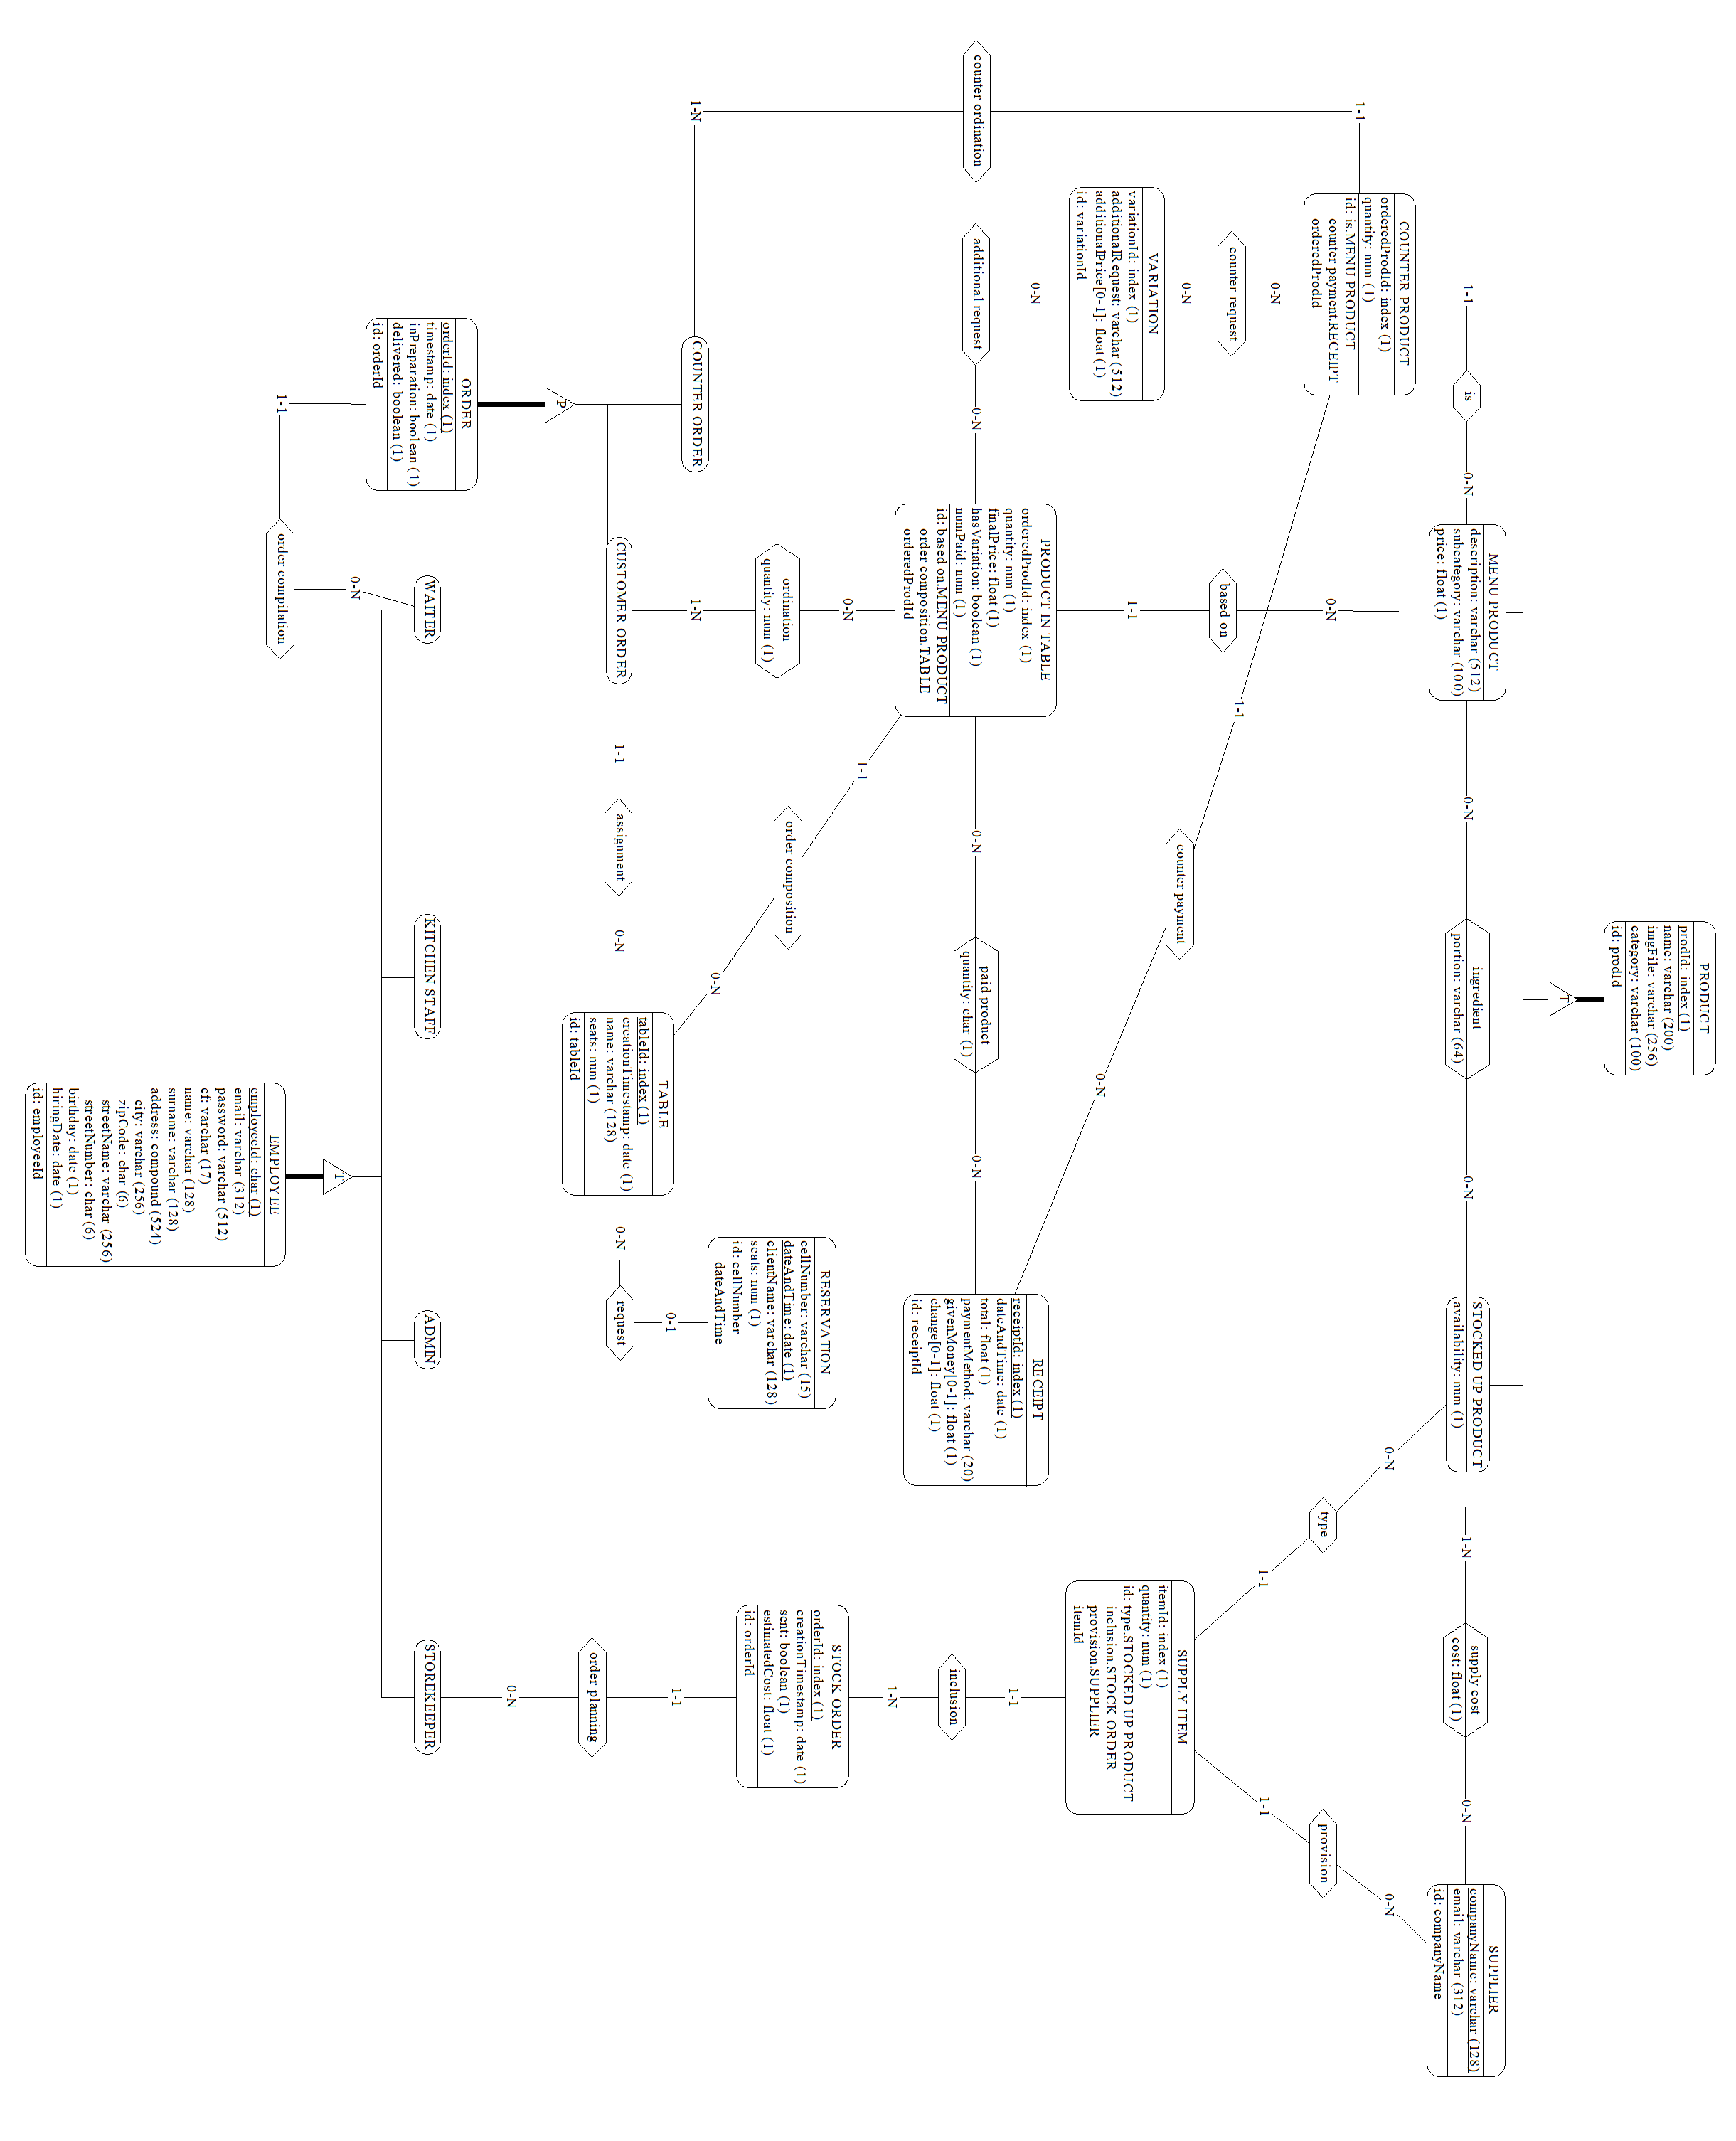 PRODUCT
prodId: index (1)
name: varchar (200)
imgFile: varchar (256)
category: varchar (100)
id: prodId
T
COUNTER PRODUCT
orderedProdId: index (1)
quantity: num (1)
id: is.MENU PRODUCT
counter payment.RECEIPT
orderedProdId
1-1
is
0-N
MENU PRODUCT
description: varchar (512)
subcategory: varchar (100)
price: float (1)
0-N
ingredient
portion: varchar (64)
0-N
STOCKED UP PRODUCT
availability: num (1)
1-N
supply cost
cost: float (1)
0-N
SUPPLIER
companyName: varchar (128)
email: varchar (312)
id: companyName
1-1
0-N
0-N
0-N
type
provision
0-N
counter request
based on
1-1
1-1
1-1
0-N
counter payment
VARIATION
variationId: index (1)
additionalRequest: varchar (512)
additionalPrice[0-1]: float (1)
id: variationId
1-1
SUPPLY ITEM
itemId: index (1)
quantity: num (1)
id: type.STOCKED UP PRODUCT
inclusion.STOCK ORDER
provision.SUPPLIER
itemId
0-N
0-N
1-1
counter ordination
additional request
0-N
PRODUCT IN TABLE
orderedProdId: index (1)
quantity: num (1)
finalPrice: float (1)
hasVariation: boolean (1)
numPaid: num (1)
id: based on.MENU PRODUCT
order composition.TABLE
orderedProdId
0-N
paid product
quantity: char (1)
0-N
RECEIPT
receiptId: index (1)
dateAndTime: date (1)
total: float (1)
paymentMethod: varchar (20)
givenMoney[0-1]: float (1)
change[0-1]: float (1)
id: receiptId
inclusion
1-N
0-N
1-1
ordination
quantity: num (1)
order composition
0-N
RESERVATION
cellNumber: varchar (15)
dateAndTime: date (1)
clientName: varchar (128)
seats: num (1)
id: cellNumber
dateAndTime
STOCK ORDER
orderId: index (1)
creationTimestamp: date (1)
sent: boolean (1)
estimatedCost: float (1)
id: orderId
1-N
COUNTER ORDER
1-N
0-1
1-1
TABLE
tableId: index (1)
creationTimestamp: date (1)
name: varchar (128)
seats: num (1)
id: tableId
CUSTOMER ORDER
1-1
assignment
0-N
0-N
request
order planning
P
0-N
ORDER
orderId: index (1)
timestamp: date (1)
inPreparation: boolean (1)
delivered: boolean (1)
id: orderId
WAITER
KITCHEN STAFF
ADMIN
STOREKEEPER
0-N
1-1
order compilation
T
EMPLOYEE
employeeId: char (1)
email: varchar (312)
password: varchar (512)
cf: varchar (17)
name: varchar (128)
surname: varchar (128)
address: compound (524)
city: varchar (256)
zipCode: char (6)
streetName: varchar (256)
streetNumber: char (6)
birthday: date (1)
hiringDate: date (1)
id: employeeId